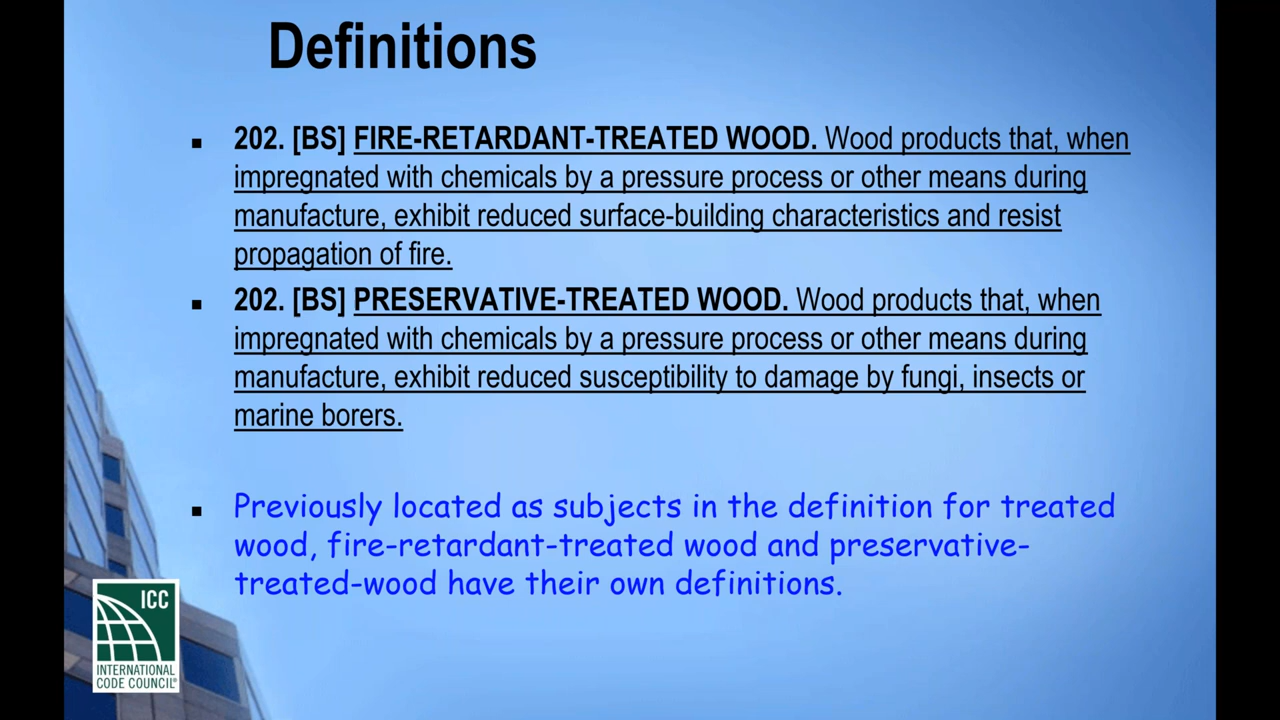 Definitions
▪ 202. [BS] FIRE-RETARDANT-TREATED WOOD. Wood products that, when
impregnated with chemicals by a pressure process or other means during
manufacture, exhibit reduced surface-building characteristics and resist
propagation of fire.
▪ 202. [BS] PRESERVATIVE-TREATED WOOD. Wood products that, when
impregnated with chemicals by a pressure process or other means during
manufacture, exhibit reduced susceptibility to damage by fungi, insects or
marine borers.
▪ Previously located as subjects in the definition for treated
wood, fire-retardant-treated wood and preservative-
treated-wood have their own definitions.
ICC
INTERNATIONAL
CODE COUNCIL®